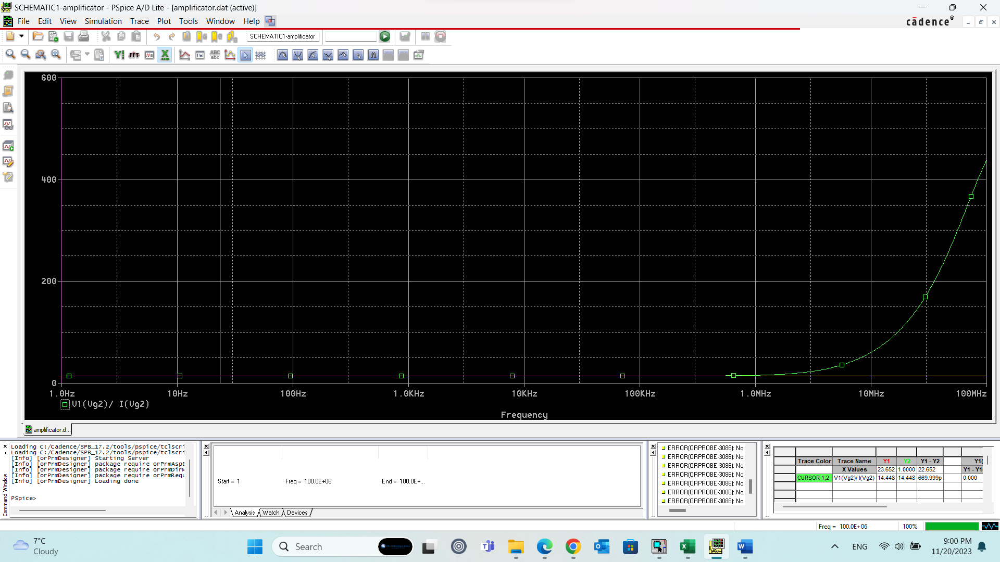 SCHEMATIC1-amplificator - PSpice A/D Lite - [amplificator.dat (active)]
File Edit View Simulation Trace Plot Tools Window Help
cādence®
SCHEMATIC1-amplificator
FFT
ABC
abc
600
400
200
0
1.0Hz 10Hz 100Hz 1.0KHz 10KHz 100KHz 1.0MHz 10MHz 100MHz
V1(Vg2)/ I(Vg2)
Frequency
amplificator.d...
Command Window
Loading C:/Cadence/SPB_17.2/tools/pspice/tclscri
Loading C:/Cadence/SPB_17.2/tools/pspice/tclscri
[Info] [orPrmDesigner] Starting Server
[Info] [orPrmDesigner] package require orPrmAspE
[Info] [orPrmDesigner] package require orPrmDirM
[Info] [orPrmDesigner] package require orPrmRequ
[Info] [orPrmDesigner] Loading done
PSpice>
Start = 1 Freq = 100.0E+06 End = 100.0E+...
Analysis Watch Devices
ERROR(ORPROBE-3086): No
ERROR(ORPROBE-3086): No
ERROR(ORPROBE-3086): No
ERROR(ORPROBE-3086): No
ERROR(ORPROBE-3086): No
ERROR(ORPROBE-3086): No
ERROR(ORPROBE-3086): No
Trace Color Trace Name Y1 Y2 Y1 - Y2 Y1(
X Values 23.652 1.0000 22.652 Y1 - Y1
CURSOR 1,2 V1(Vg2)/ I(Vg2) 14.448 14.448 669.999p 0.000
Freq = 100.0E+06 100%
7°C
Cloudy
Search
ENG
9:00 PM
11/20/2023